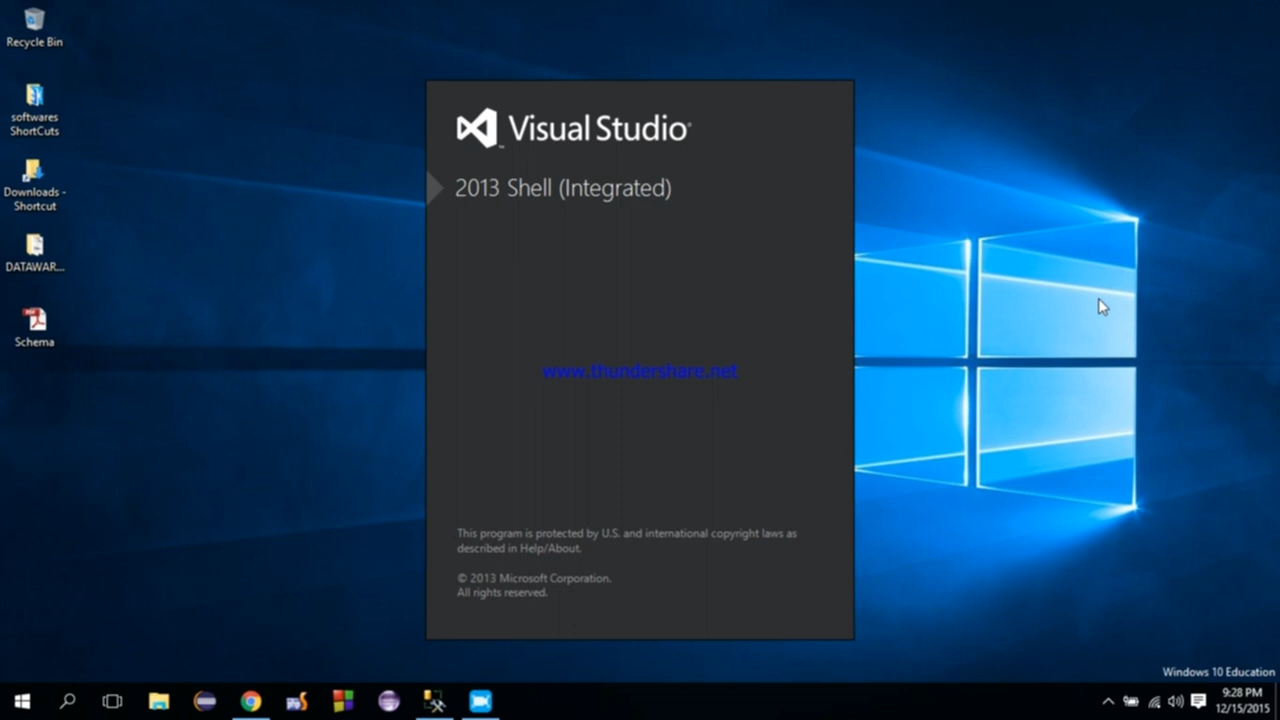 Recycle Bin
softwares
ShortCuts
Downloads -
Shortcut
DATAWAR...
Schema
Visual Studio®
2013 Shell (Integrated)
www.thundershare.net
This program is protected by U.S. and international copyright laws as
described in Help/About.
© 2013 Microsoft Corporation.
All rights reserved.
Windows 10 Education
9:28 PM
12/15/2015